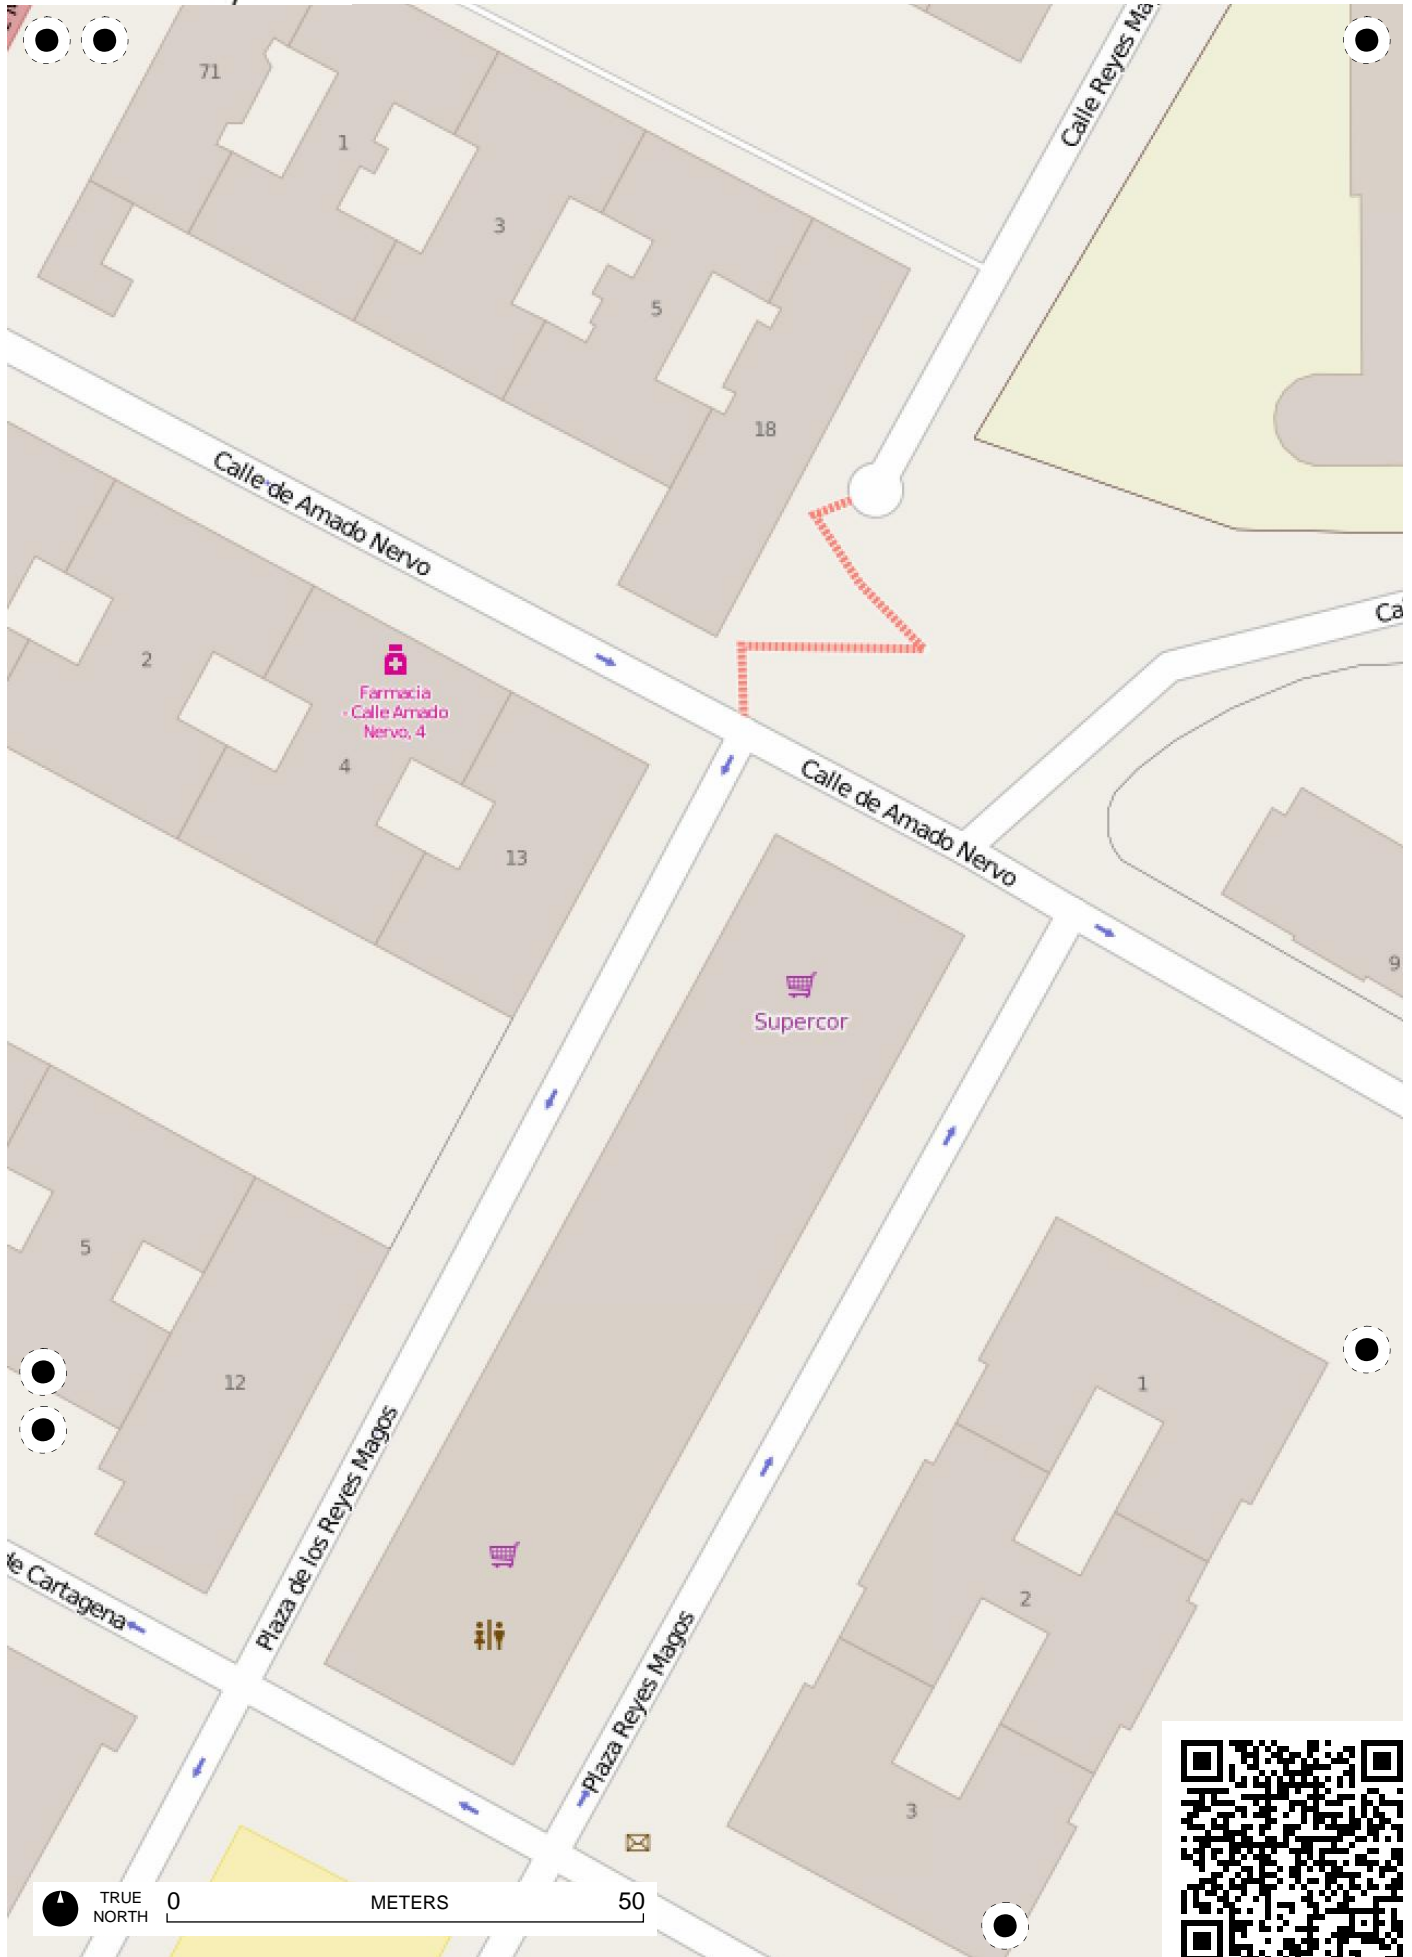 71
1
3
5
18
Calle Reyes Ma
Calle de Amado Nervo
Ca
2
Farmacia
- Calle Amado
Nervo, 4
4
13
Calle de Amado Nervo
9
Supercor
5
12
1
Plaza de los Reyes Magos
de Cartagena
2
Plaza Reyes Magos
3
TRUE
NORTH
0 METERS 50